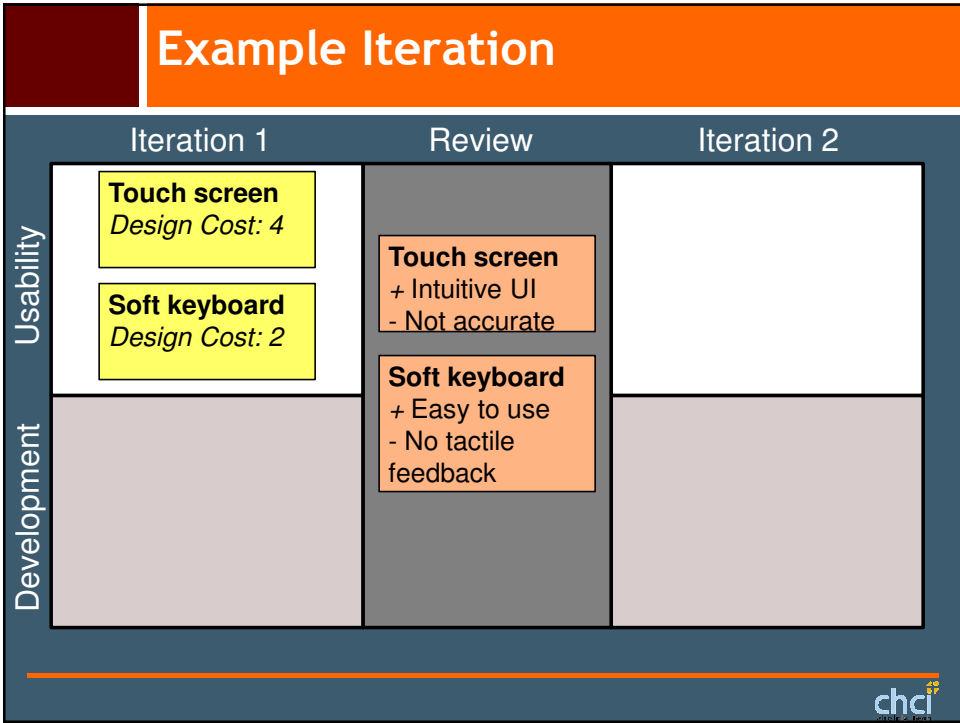 Example Iteration
Iteration 1
Review
Iteration 2
Usability
Development
Touch screen
Design Cost: 4
Soft keyboard
Design Cost: 2
Touch screen
+ Intuitive UI
- Not accurate
Soft keyboard
+ Easy to use
- No tactile
feedback
chci